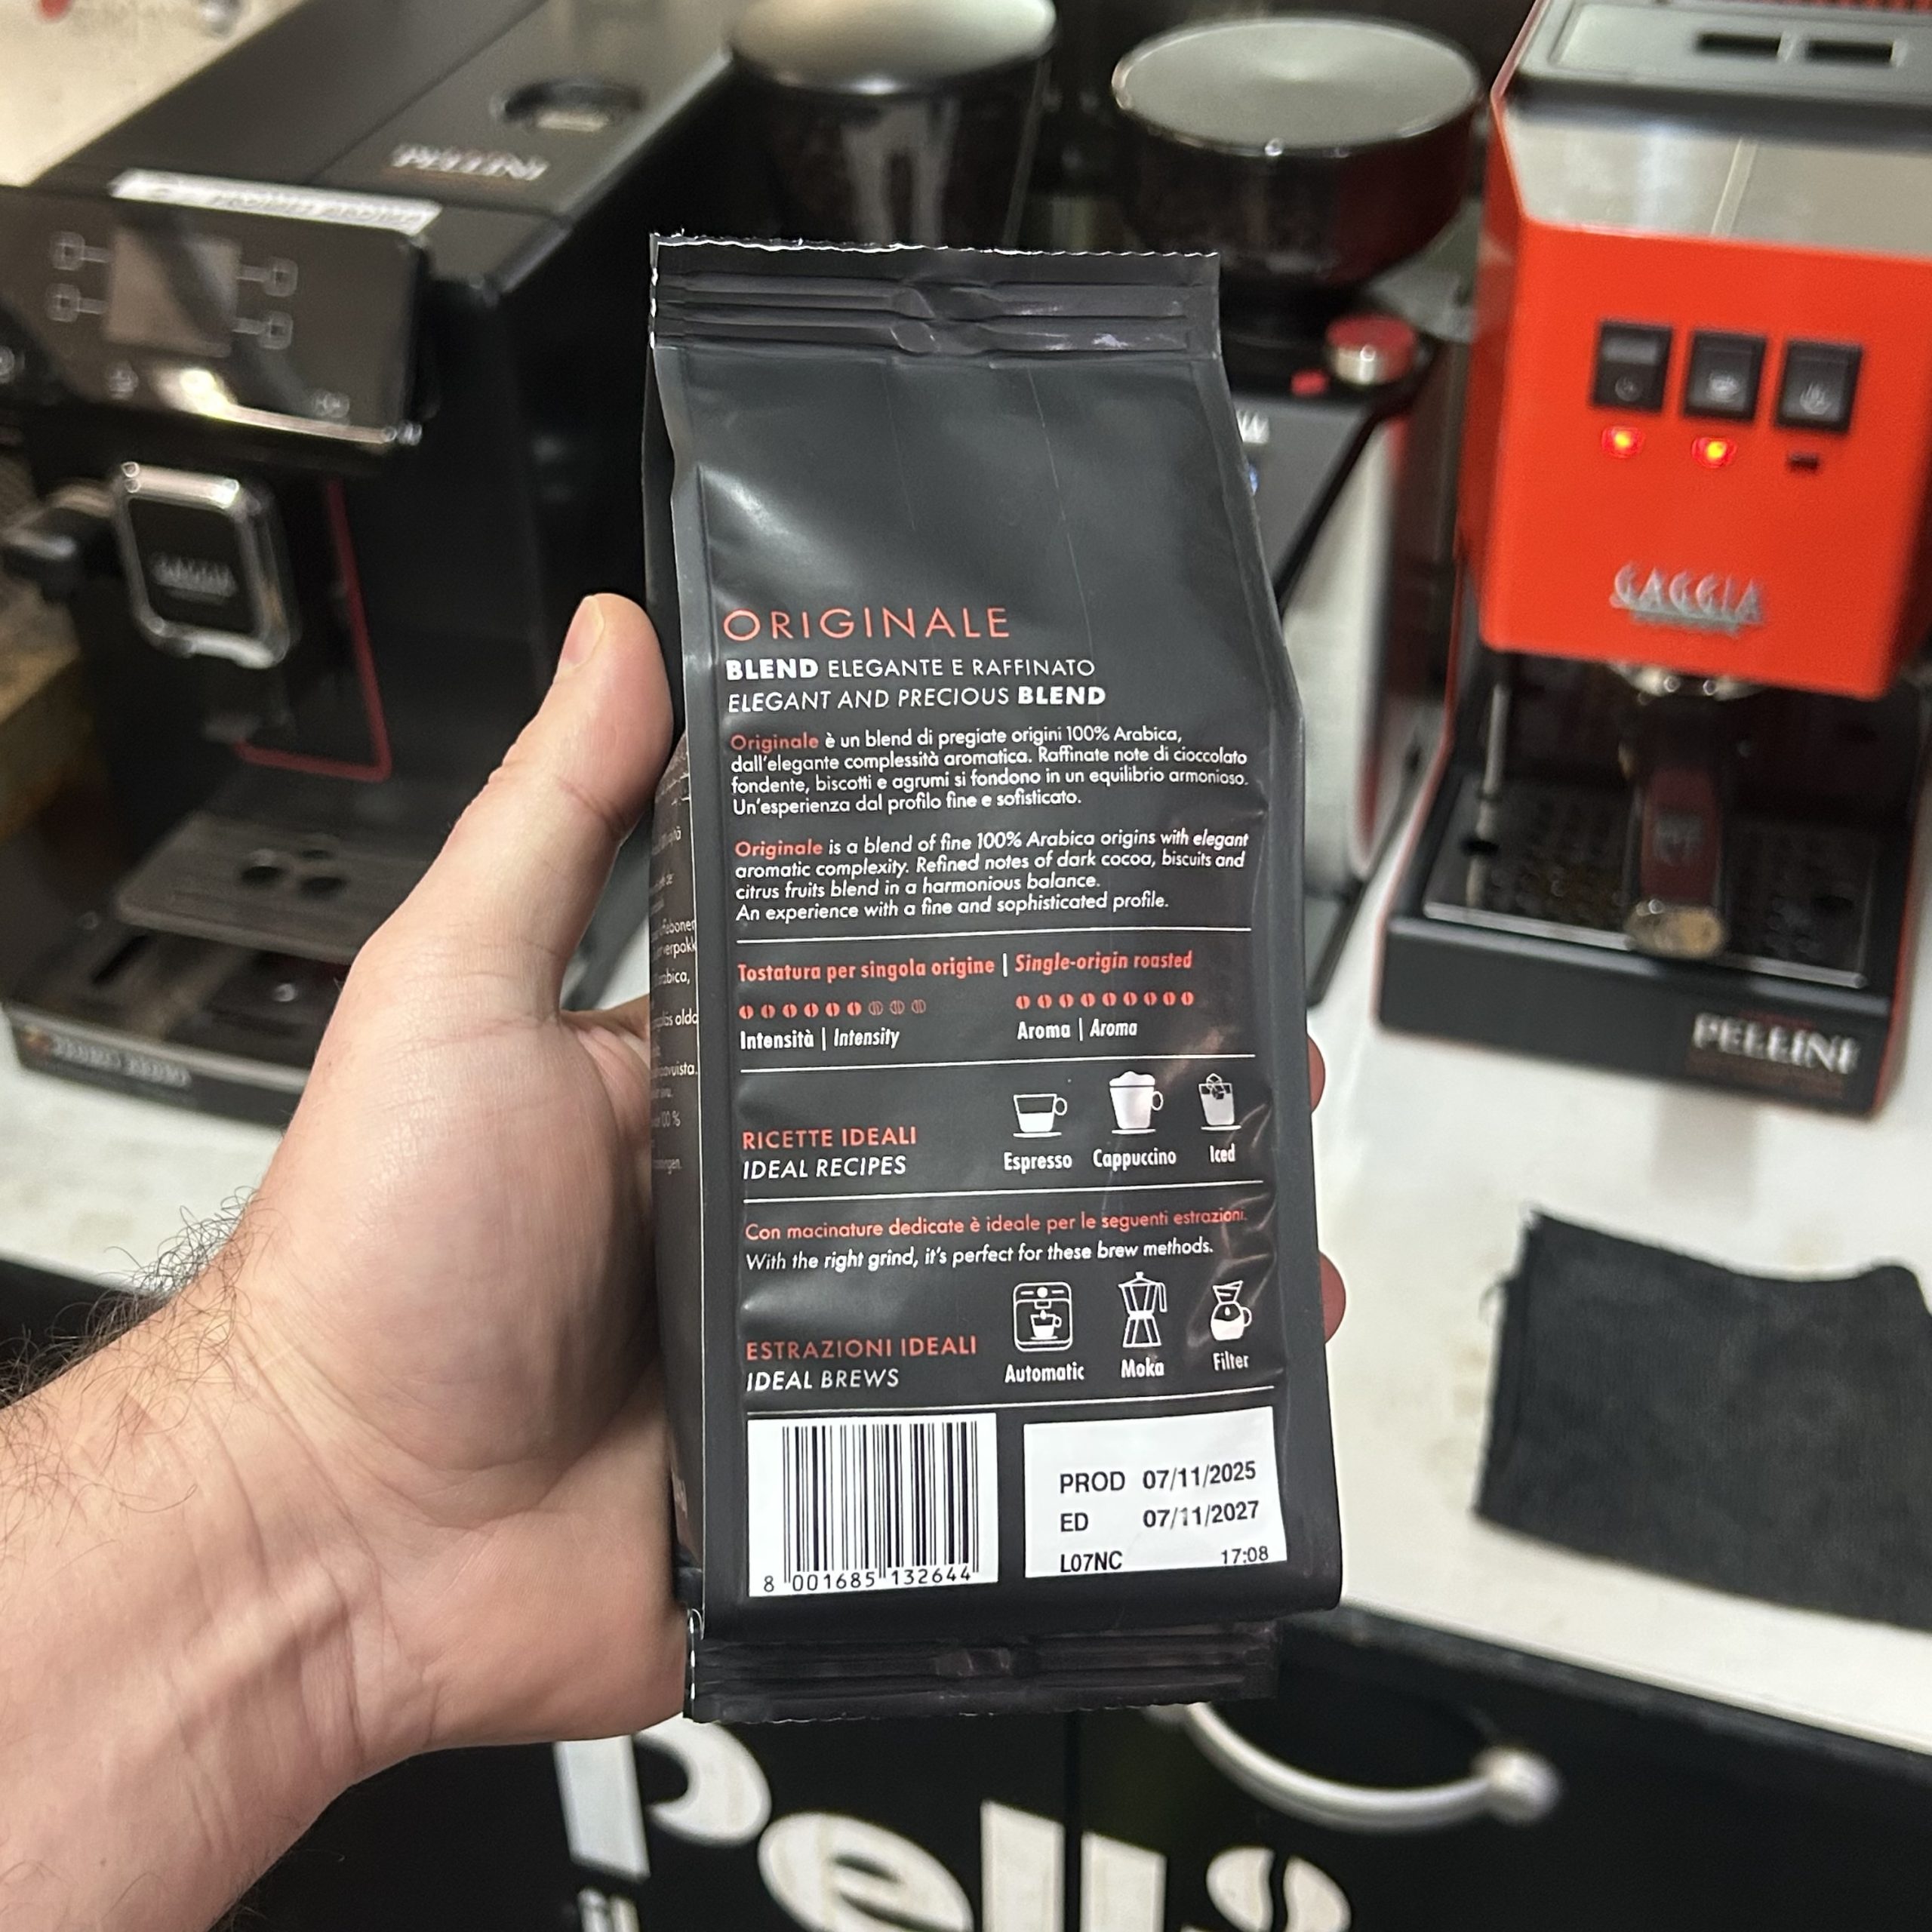 PELLINI
GAGGIA
GAGGIA
PELLINI
ORIGINALE
BLEND ELEGANTE E RAFFINATO
ELEGANT AND PRECIOUS BLEND
Originale è un blend di pregiate origini 100% Arabica,
dall'elegante complessità aromatica. Raffinate note di cioccolato
fondente, biscotti e agrumi si fondono in un equilibrio armonioso.
Un'esperienza dal profilo fine e sofisticato.
Originale is a blend of fine 100% Arabica origins with elegant
aromatic complexity. Refined notes of dark cocoa, biscuits and
citrus fruits blend in a harmonious balance.
An experience with a fine and sophisticated profile.
Tostatura per singola origine | Single-origin roasted
Intensità | Intensity
Aroma | Aroma
RICETTE IDEALI
IDEAL RECIPES
Espresso
Cappuccino
Iced
Con macinature dedicate è ideale per le seguenti estrazioni.
With the right grind, it's perfect for these brew methods.
ESTRAZIONI IDEALI
IDEAL BREWS
Automatic
Moka
Filter
8 001685 132644
PROD 07/11/2025
ED 07/11/2027
L07NC 17:08